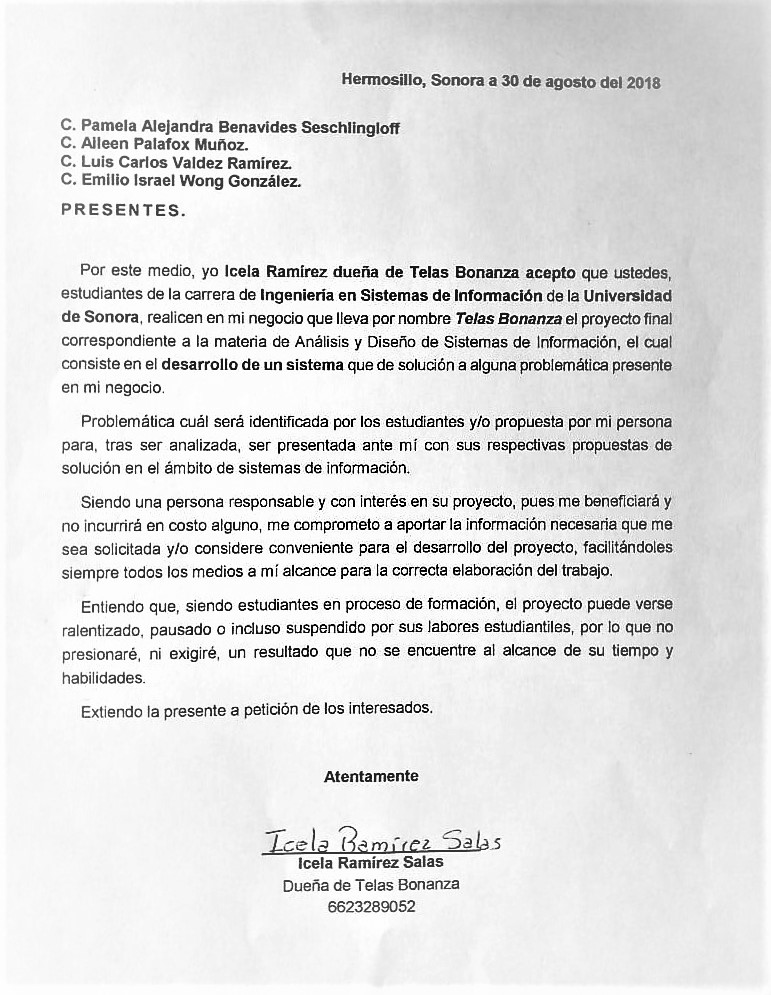 Hermosillo, Sonora a 30 de agosto del 2018
C. Pamela Alejandra Benavides Seschlingloff
C. Aileen Palafox Muñoz.
C. Luis Carlos Valdez Ramírez.
C. Emilio Israel Wong González.
PRESENTES.
Por este medio, yo Icela Ramírez dueña de Telas Bonanza acepto que ustedes,
estudiantes de la carrera de Ingeniería en Sistemas de Información de la Universidad
de Sonora, realicen en mi negocio que lleva por nombre Telas Bonanza el proyecto final
correspondiente a la materia de Análisis y Diseño de Sistemas de Información, el cual
consiste en el desarrollo de un sistema que de solución a alguna problemática presente
en mi negocio.
Problemática cuál será identificada por los estudiantes y/o propuesta por mi persona
para, tras ser analizada, ser presentada ante mí con sus respectivas propuestas de
solución en el ámbito de sistemas de información.
Siendo una persona responsable y con interés en su proyecto, pues me beneficiará y
no incurrirá en costo alguno, me comprometo a aportar la información necesaria que me
sea solicitada y/o considere conveniente para el desarrollo del proyecto, facilitándoles
siempre todos los medios a mí alcance para la correcta elaboración del trabajo.
Entiendo que, siendo estudiantes en proceso de formación, el proyecto puede verse
ralentizado, pausado o incluso suspendido por sus labores estudiantiles, por lo que no
presionaré, ni exigiré, un resultado que no se encuentre al alcance de su tiempo y
habilidades.
Extiendo la presente a petición de los interesados.
Atentamente
Icela Ramírez Salas
Icela Ramírez Salas
Dueña de Telas Bonanza
6623289052